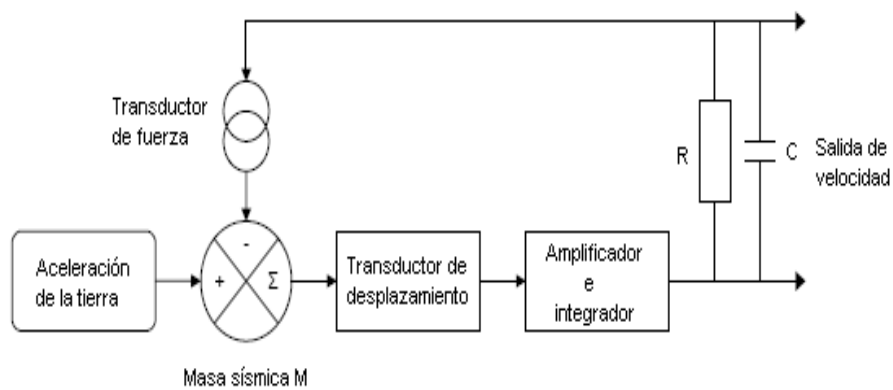 Transductor
de fuerza
R
C
Salida de
velocidad
Aceleración
de la tierra
-
+
Σ
Transductor de
desplazamiento
Amplificador
e
integrador
Masa sísmica M